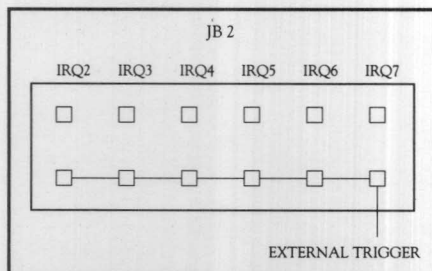 JB 2
IRQ2 IRQ3 IRQ4 IRQ5 IRQ6 IRQ7
EXTERNAL TRIGGER